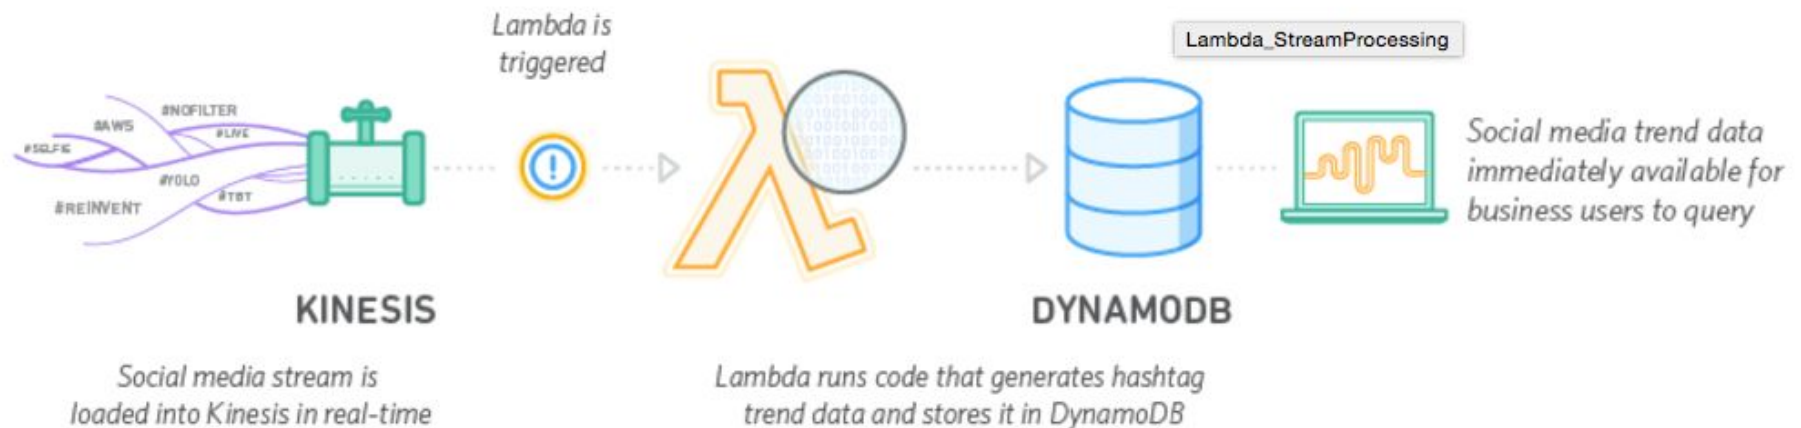 Lambda is
triggered
Lambda_StreamProcessing
#NOFILTER
#AWS
#LIVE
#SELFIE
#YOLO
#TBT
#REINVENT
Social media trend data
immediately available for
business users to query
KINESIS
DYNAMODB
Social media stream is
loaded into Kinesis in real-time
Lambda runs code that generates hashtag
trend data and stores it in DynamoDB